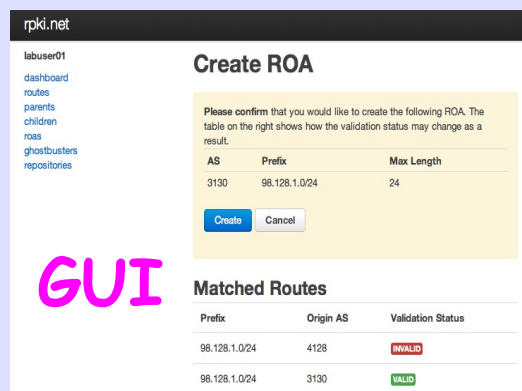 rpki.net
labuser01
dashboard
routes
parents
children
roas
ghostbusters
repositories
Create ROA
Please confirm that you would like to create the following ROA. The
table on the right shows how the validation status may change as a
result.
AS Prefix Max Length
3130 98.128.1.0/24 24
Create Cancel
GUI
Matched Routes
Prefix Origin AS Validation Status
98.128.1.0/24 4128 INVALID
98.128.1.0/24 3130 VALID